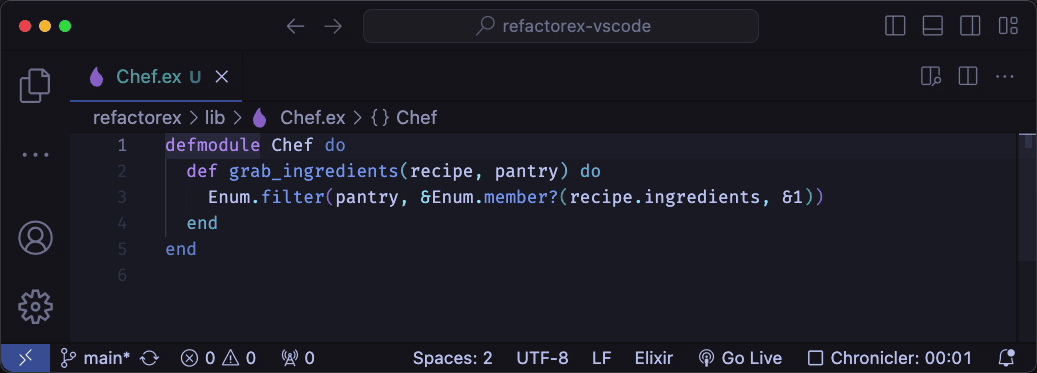 refactorex-vscode
Chef.ex U
refactorex > lib > Chef.ex > {} Chef
1 defmodule Chef do
2   def grab_ingredients(recipe, pantry) do
3     Enum.filter(pantry, &Enum.member?(recipe.ingredients, &1))
4   end
5 end
6
main* 0 0 0 Spaces: 2 UTF-8 LF Elixir Go Live Chronicler: 00:01